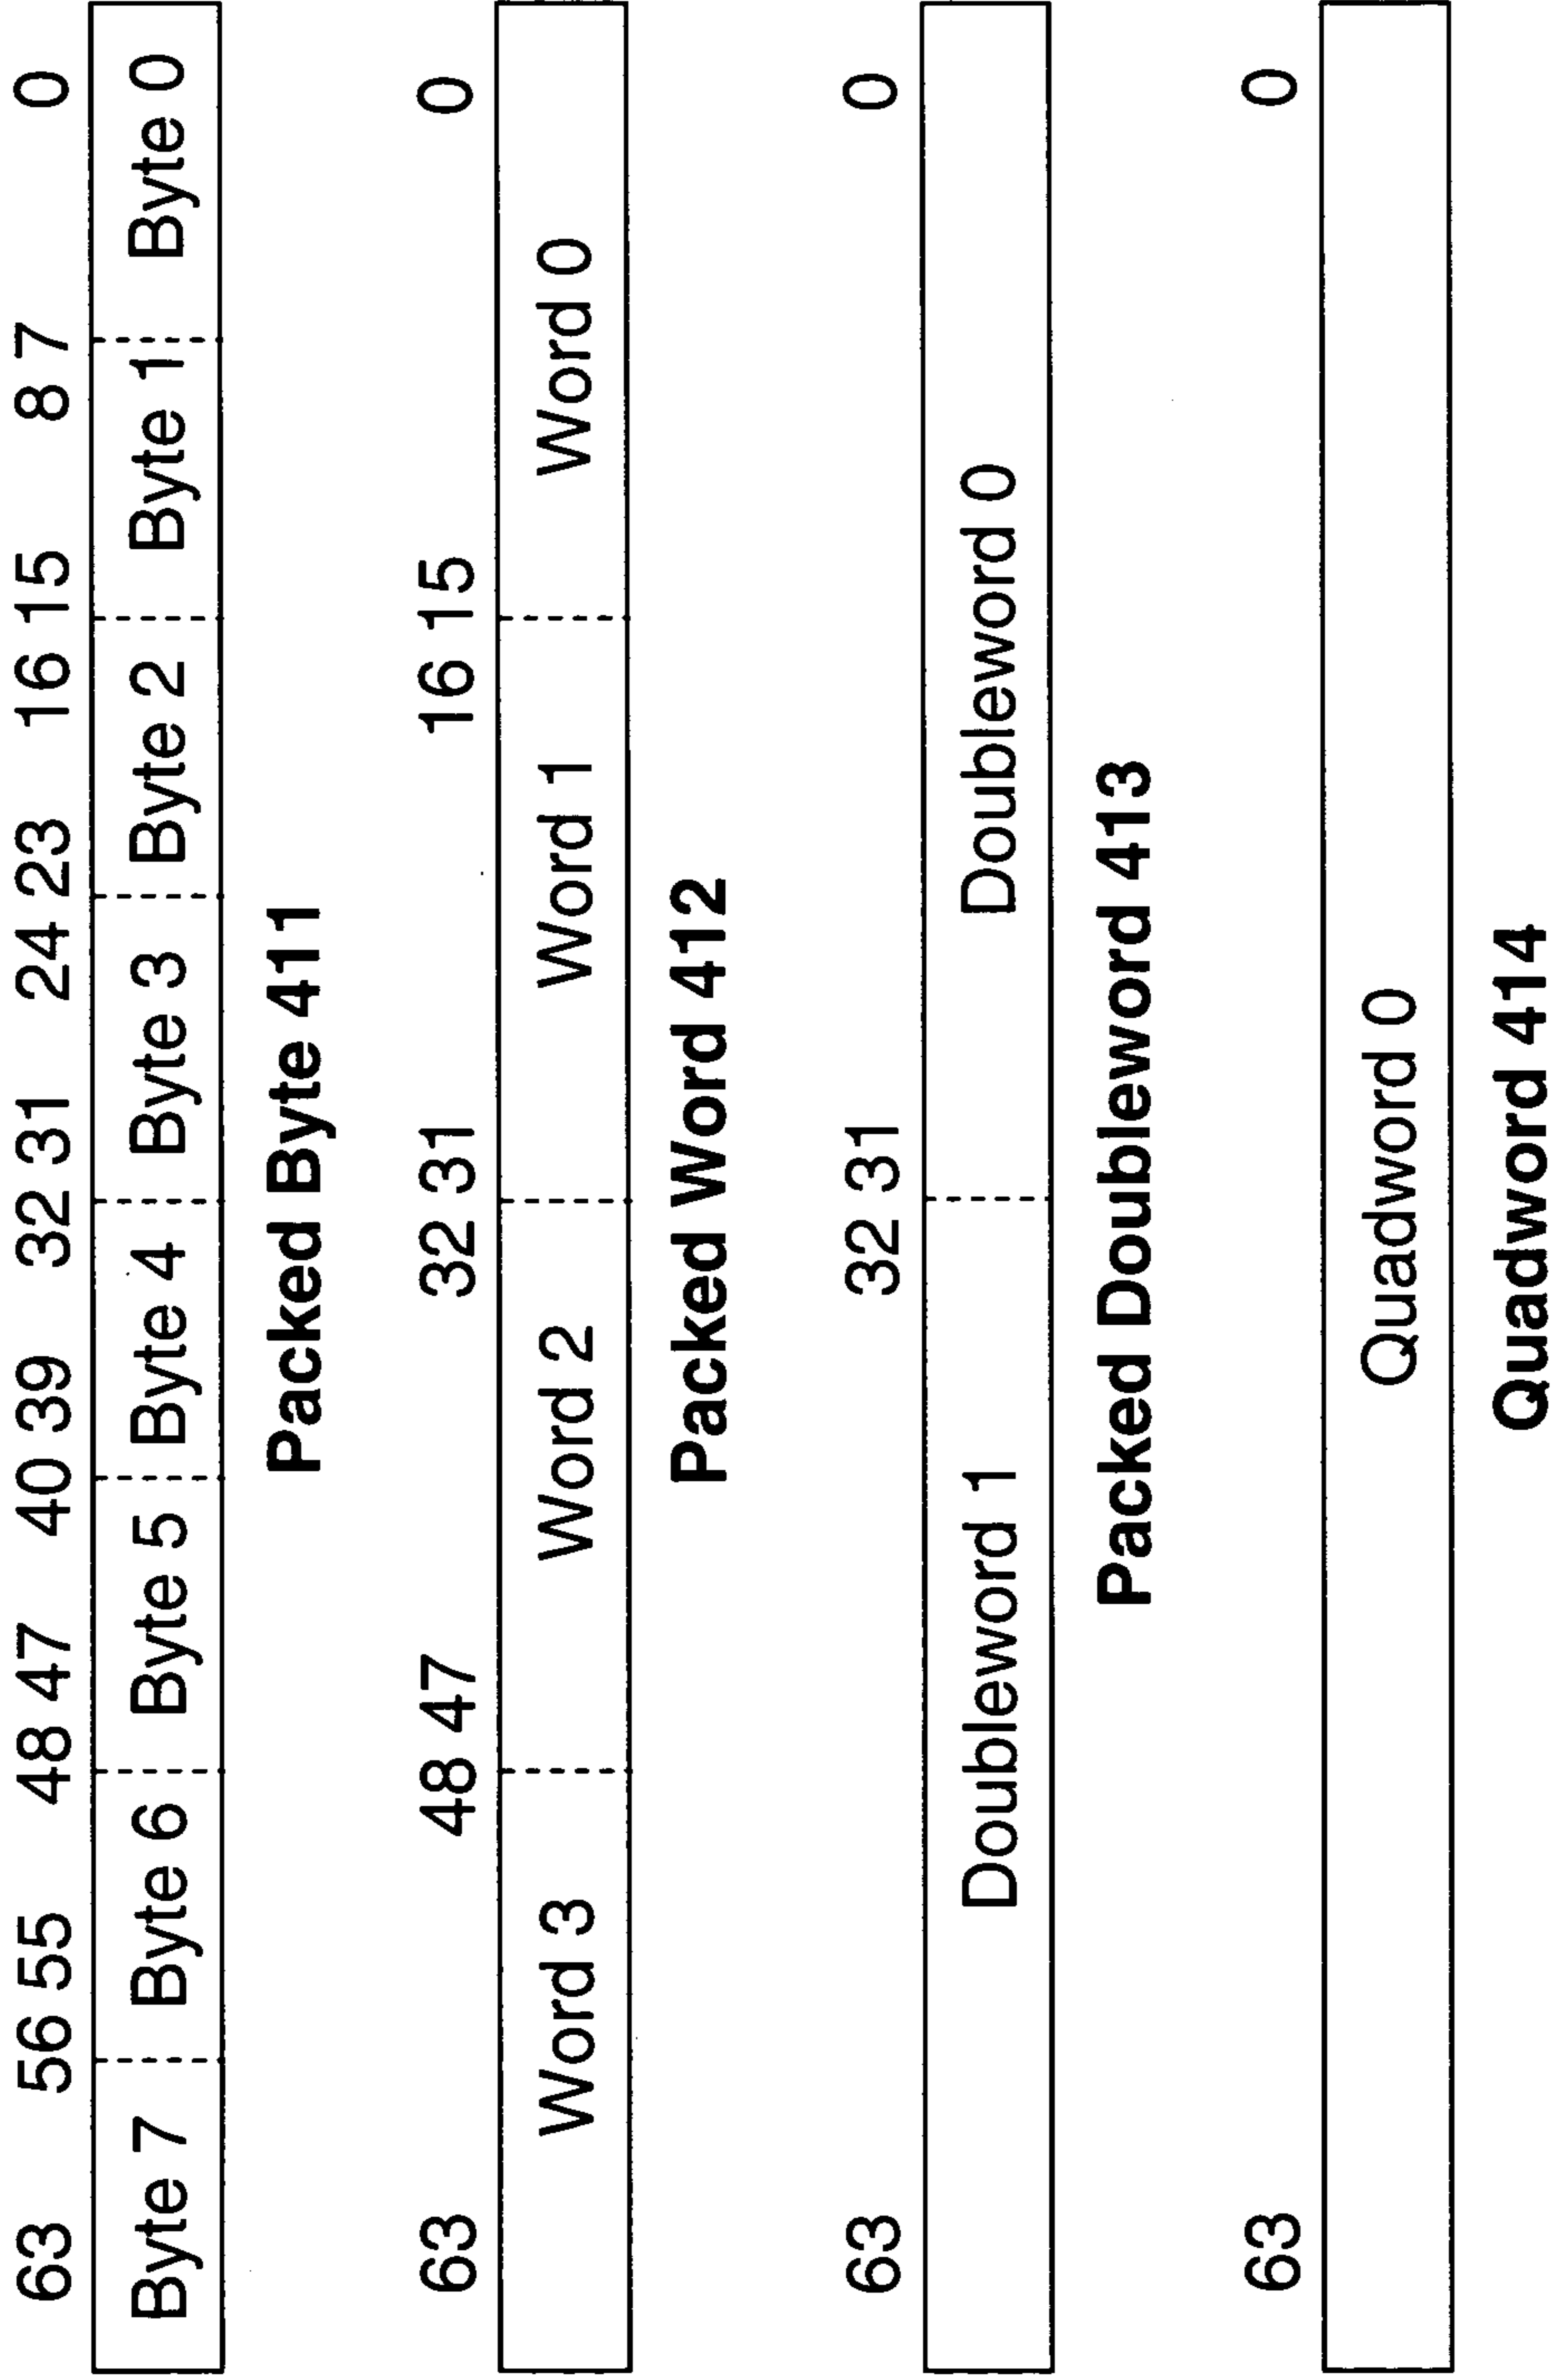 63 56 55 48 47 40 39 32 31 24 23 16 15 8 7 0
Byte 7 Byte 6 Byte 5 Byte 4 Byte 3 Byte 2 Byte 1 Byte 0
Packed Byte 411
63 48 47 32 31 16 15 0
Word 3 Word 2 Word 1 Word 0
Packed Word 412
63 32 31 0
Doubleword 1 Doubleword 0
Packed Doubleword 413
63 0
Quadword 0
Quadword 414